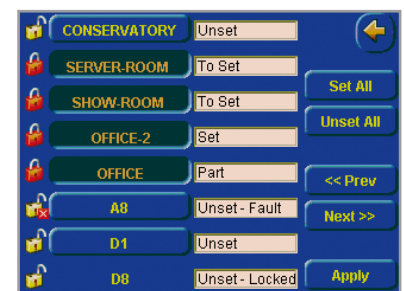 CONSERVATORY Unset
SERVER-ROOM To Set
Set All
SHOW-ROOM To Set
Unset All
OFFICE-2 Set
OFFICE Part
<< Prev
A8 Unset - Fault
Next >>
D1 Unset
D8 Unset - Locked
Apply